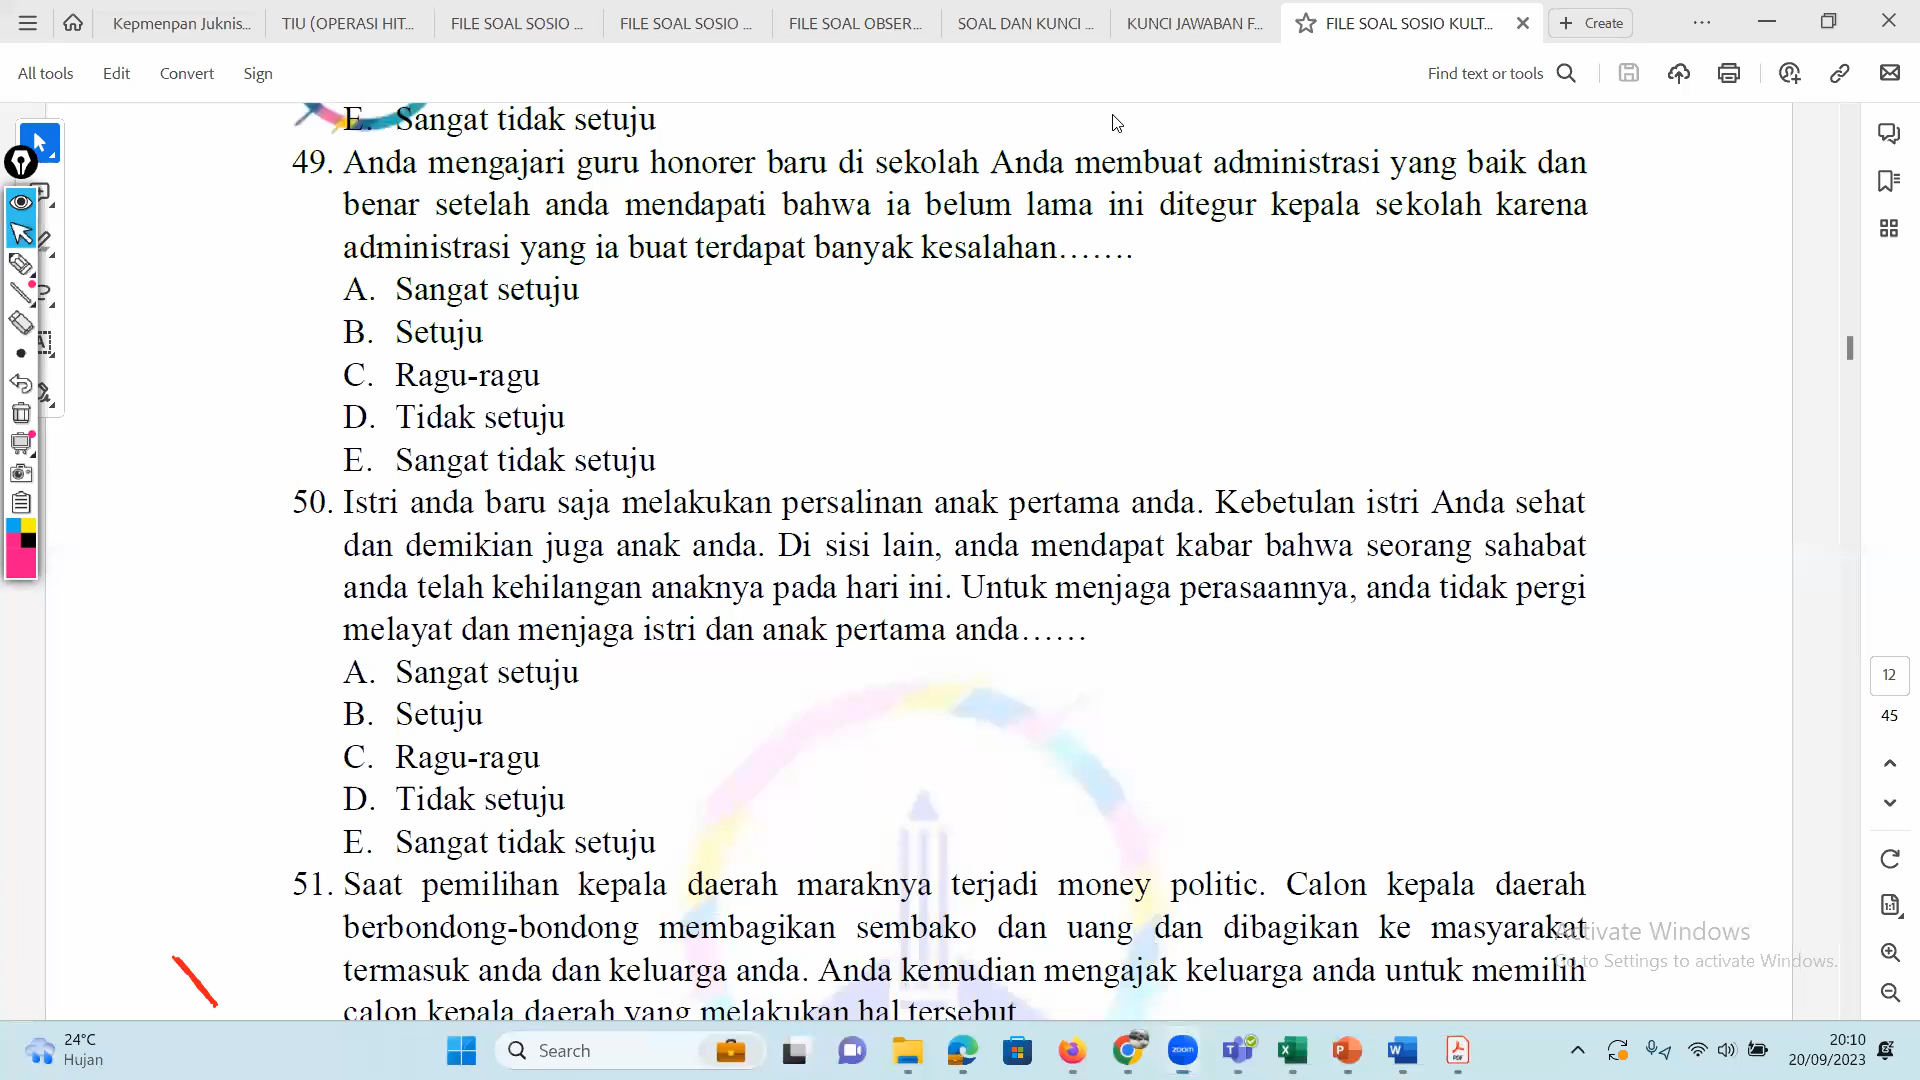 Kepmenpan Juknis...
TIU (OPERASI HIT...
FILE SOAL SOSIO ...
FILE SOAL SOSIO ...
FILE SOAL OBSER...
SOAL DAN KUNCI ...
KUNCI JAWABAN F...
FILE SOAL SOSIO KULT...
Create
All tools
Edit
Convert
Sign
Find text or tools
E. Sangat tidak setuju
49. Anda mengajari guru honorer baru di sekolah Anda membuat administrasi yang baik dan
benar setelah anda mendapati bahwa ia belum lama ini ditegur kepala sekolah karena
administrasi yang ia buat terdapat banyak kesalahan…….
A. Sangat setuju
B. Setuju
C. Ragu-ragu
D. Tidak setuju
E. Sangat tidak setuju
50. Istri anda baru saja melakukan persalinan anak pertama anda. Kebetulan istri Anda sehat
dan demikian juga anak anda. Di sisi lain, anda mendapat kabar bahwa seorang sahabat
anda telah kehilangan anaknya pada hari ini. Untuk menjaga perasaannya, anda tidak pergi
melayat dan menjaga istri dan anak pertama anda……
A. Sangat setuju
B. Setuju
C. Ragu-ragu
D. Tidak setuju
E. Sangat tidak setuju
51. Saat pemilihan kepala daerah maraknya terjadi money politic. Calon kepala daerah
berbondong-bondong membagikan sembako dan uang dan dibagikan ke masyarakat
termasuk anda dan keluarga anda. Anda kemudian mengajak keluarga anda untuk memilih
calon kepala daerah yang melakukan hal tersebut
12
45
Activate Windows
Go to Settings to activate Windows.
24°C
Hujan
Search
zoom
20:10
20/09/2023